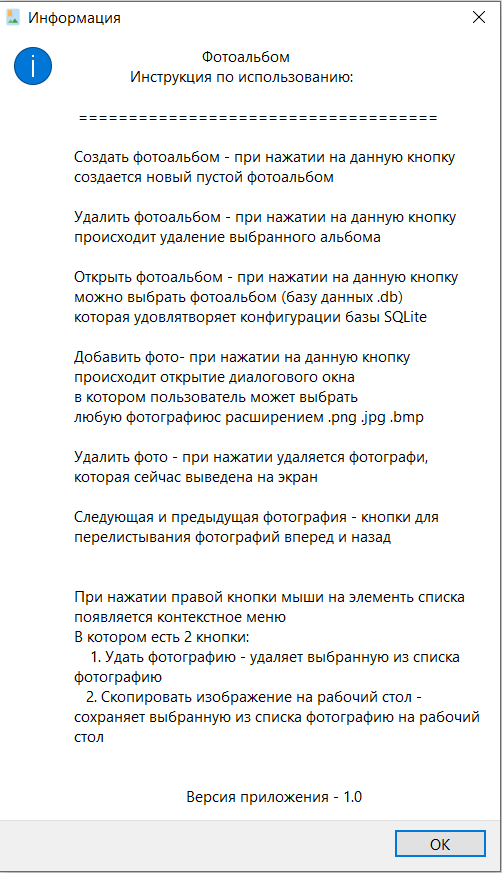 Информация
Фотоальбом
Инструкция по использованию:
====================================
Создать фотоальбом - при нажатии на данную кнопку
создается новый пустой фотоальбом
Удалить фотоальбом - при нажатии на данную кнопку
происходит удаление выбранного альбома
Открыть фотоальбом - при нажатии на данную кнопку
можно выбрать фотоальбом (базу данных .db)
которая удовлятворяет конфигурации базы SQLite
Добавить фото- при нажатии на данную кнопку
происходит открытие диалогового окна
в котором пользователь может выбрать
любую фотографиюс расширением .png .jpg .bmp
Удалить фото - при нажатии удаляется фотографи,
которая сейчас выведена на экран
Следующая и предыдущая фотография - кнопки для
перелистывания фотографий вперед и назад
При нажатии правой кнопки мыши на элементь списка
появляется контекстное меню
В котором есть 2 кнопки:
1. Удать фотографию - удаляет выбранную из списка
фотографию
2. Скопировать изображение на рабочий стол -
сохраняет выбранную из списка фотографию на рабочий
стол
Версия приложения - 1.0
ОК